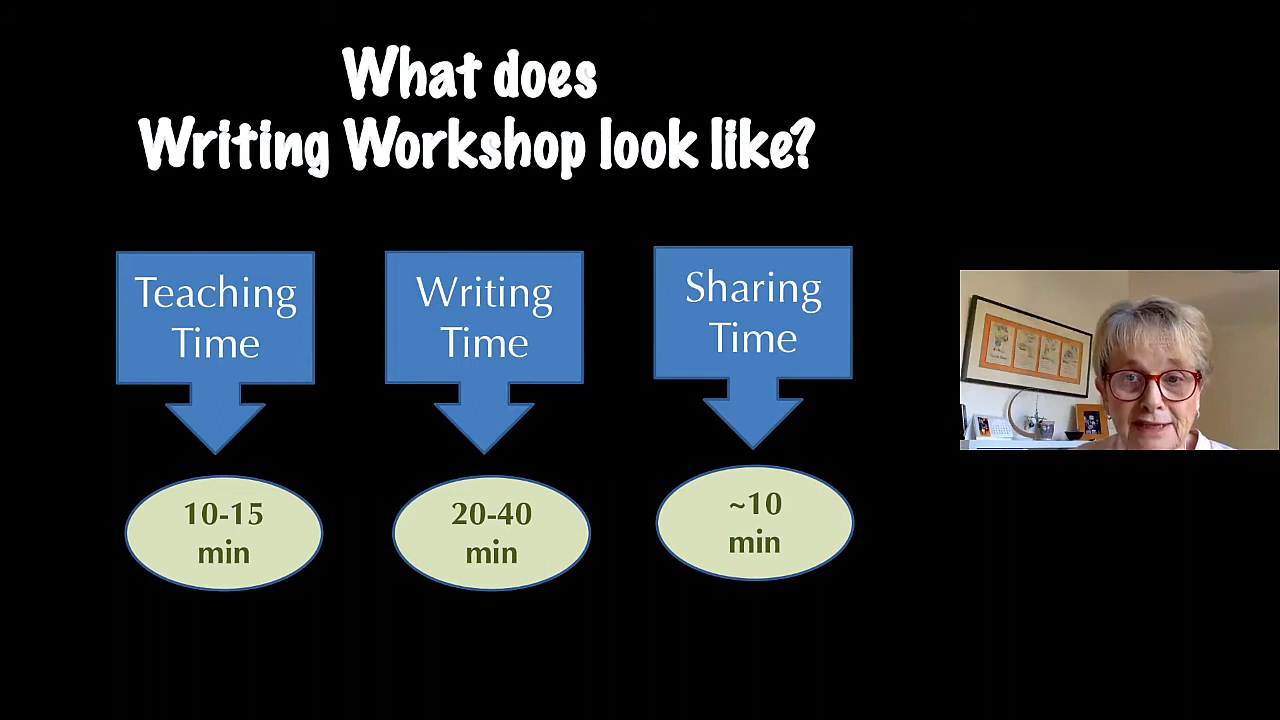 What does
Writing Workshop look like?
Teaching
Time
Writing
Time
Sharing
Time
10-15
min
20-40
min
~10
min